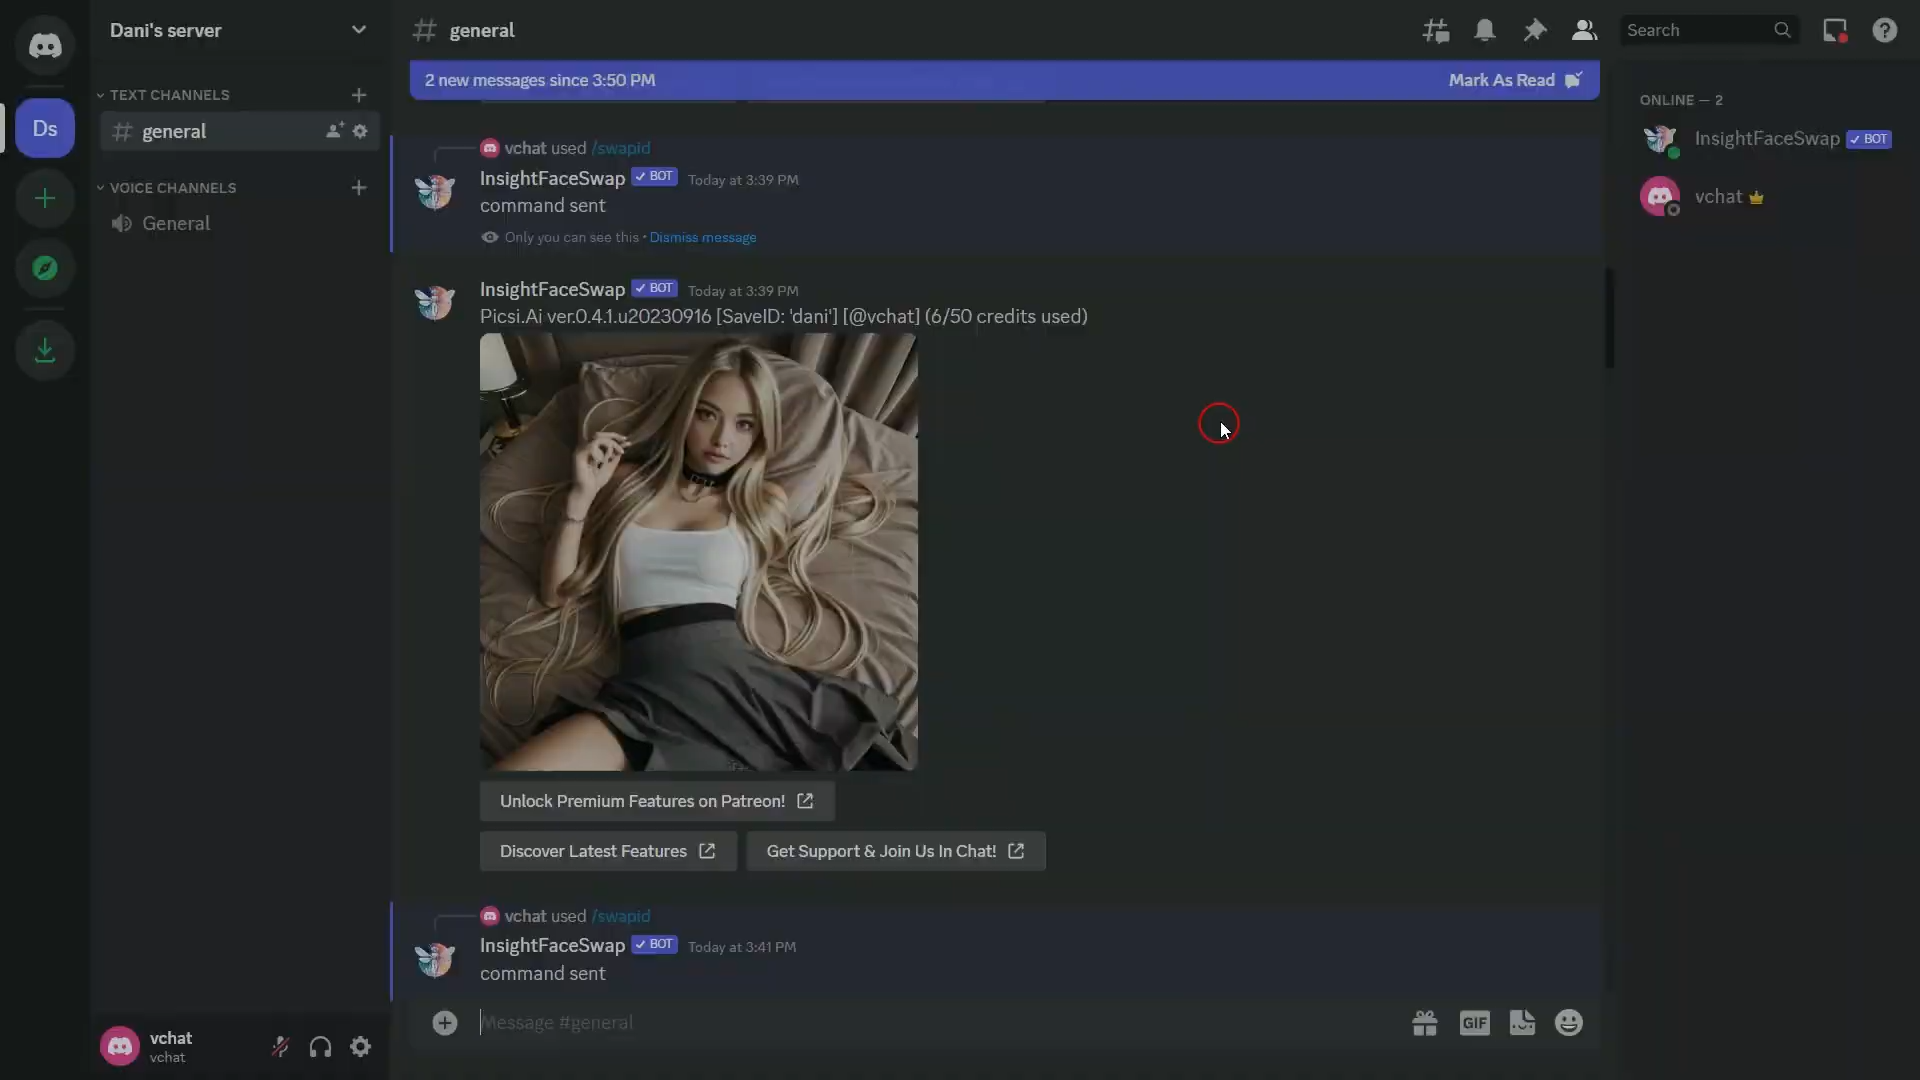 Dani's server
TEXT CHANNELS
general
VOICE CHANNELS
General
Ds
vchat
vchat
general
Search
2 new messages since 3:50 PM
Mark As Read
vchat used /swapid
InsightFaceSwap BOT Today at 3:39 PM
command sent
Only you can see this • Dismiss message
InsightFaceSwap BOT Today at 3:39 PM
Picsi.Ai ver.0.4.1.u20230916 [SaveID: 'dani'] [@vchat] (6/50 credits used)
Unlock Premium Features on Patreon!
Discover Latest Features
Get Support & Join Us In Chat!
vchat used /swapid
InsightFaceSwap BOT Today at 3:41 PM
command sent
Message #general
GIF
ONLINE — 2
InsightFaceSwap BOT
vchat